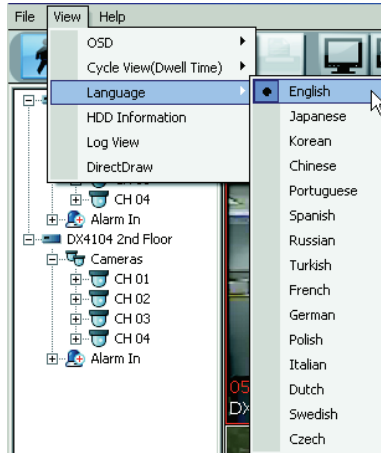 File View Help
OSD
Cycle View(Dwell Time)
Language
HDD Information
Log View
DirectDraw
English
Japanese
Korean
Chinese
Portuguese
Spanish
Russian
Turkish
French
German
Polish
Italian
Dutch
Swedish
Czech
CH 04
Alarm In
DX4104 2nd Floor
Cameras
CH 01
CH 02
CH 03
CH 04
Alarm In
05
DX